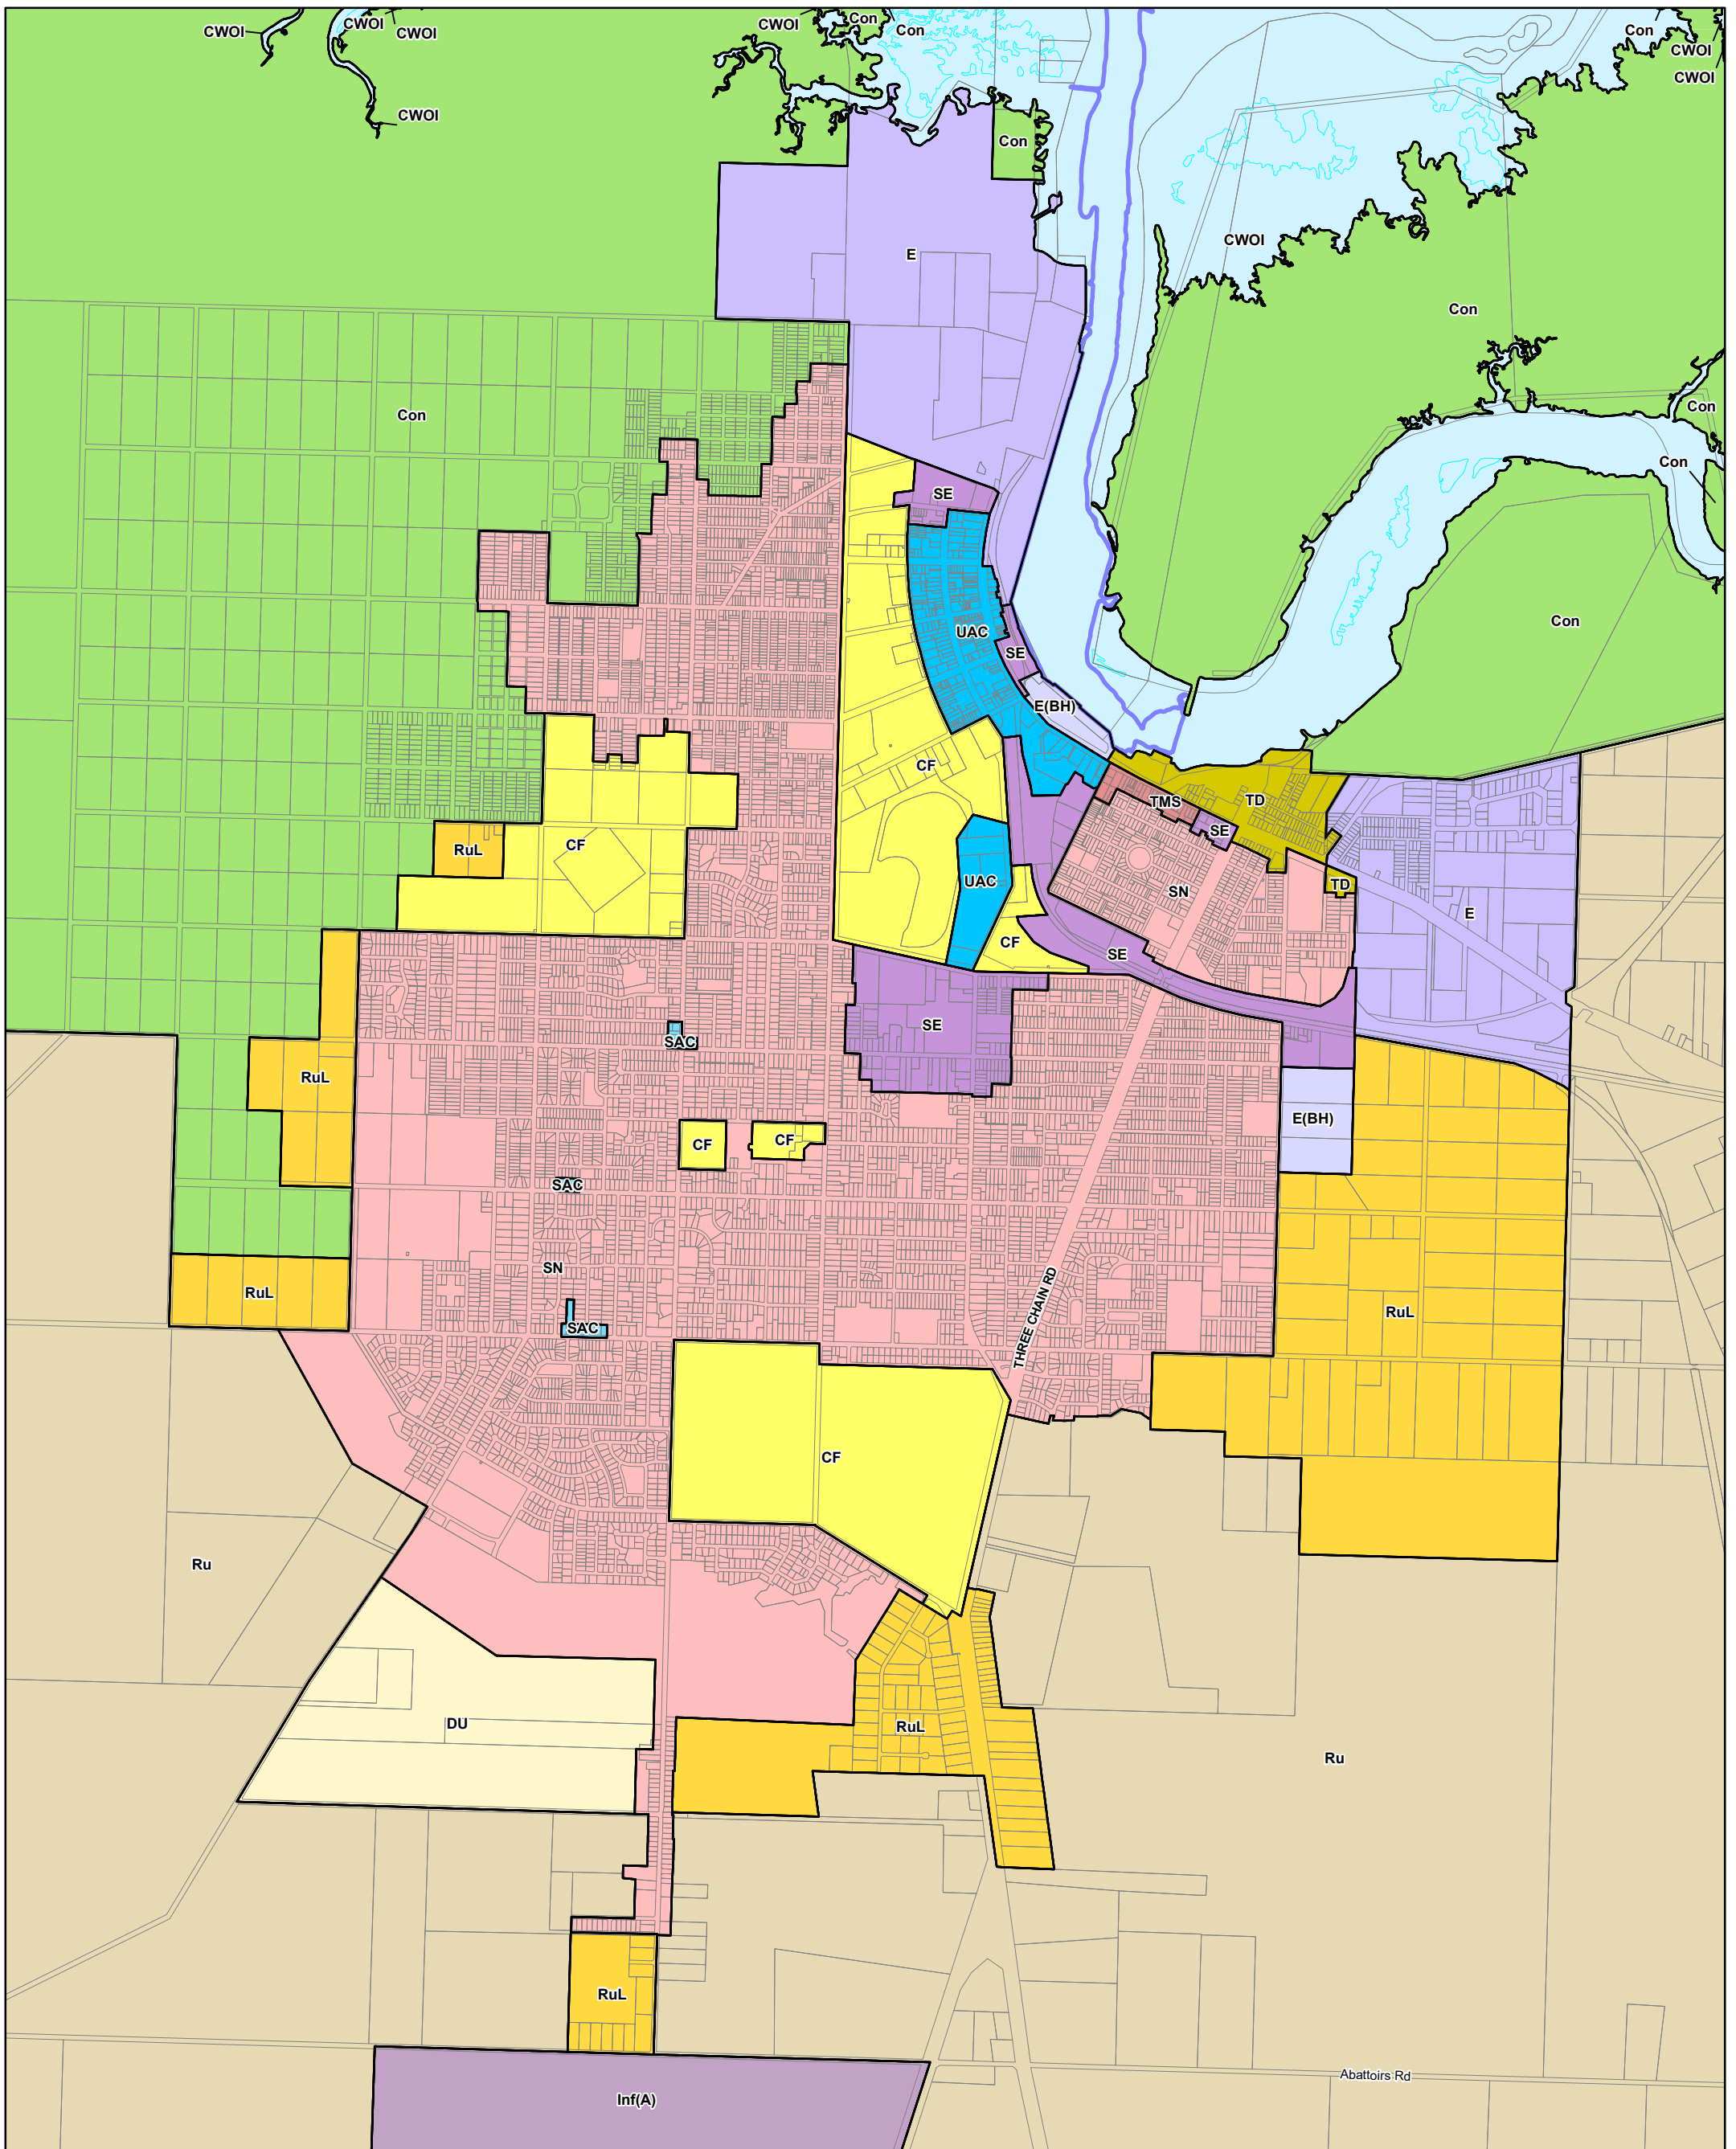 CWOI
CWOI
CWOI
CWOI
Con
Con
Con
CWOI
CWOI
CWOI
Con
CWOI
E
Con
Con
Con
Con
SE
Con
UAC
SE
E(BH)
CF
TMS
TD
SE
RuL
CF
UAC
SN
TD
E
CF
SE
SE
SAC
RuL
E(BH)
CF
CF
SAC
SN
RuL
THREE CHAIN RD
RuL
SAC
CF
Ru
DU
RuL
Ru
RuL
Abattoirs Rd
Inf(A)